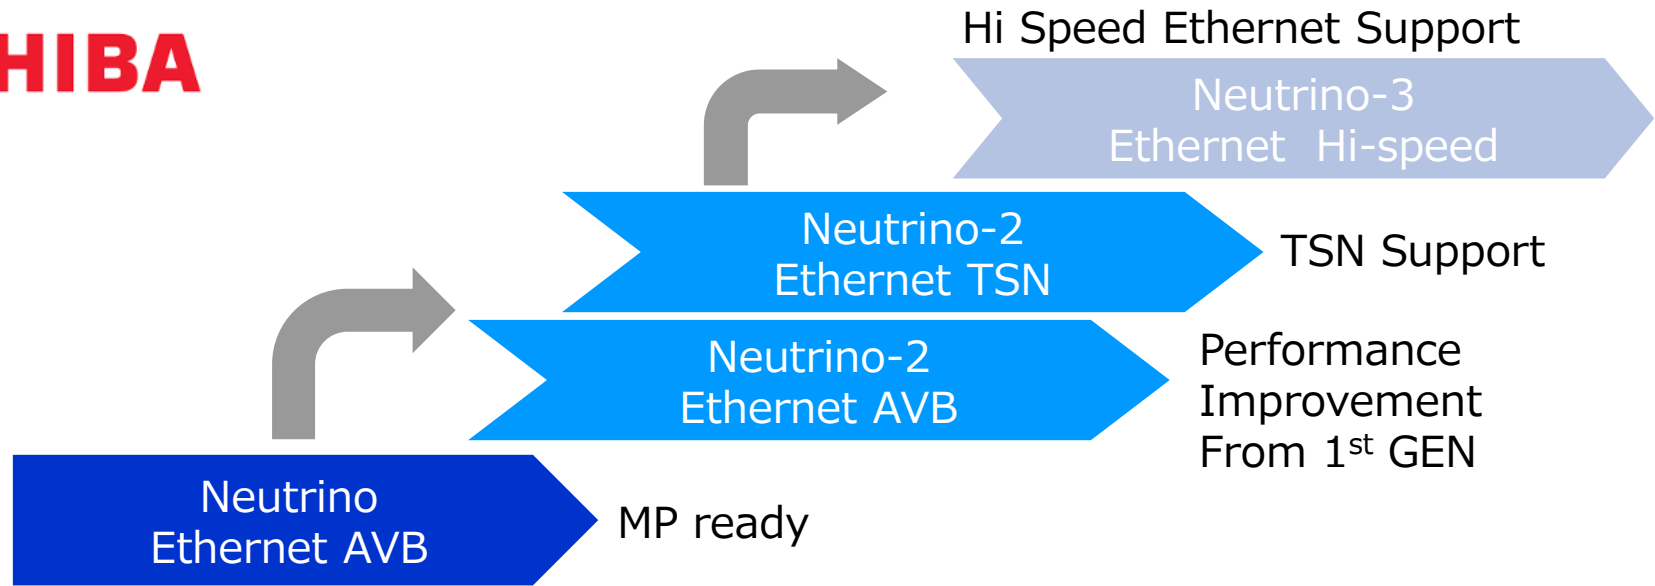 HIBA
Hi Speed Ethernet Support
Neutrino-3
Ethernet Hi-speed
Neutrino-2
Ethernet TSN
TSN Support
Neutrino-2
Ethernet AVB
Performance
Improvement
From 1st GEN
Neutrino
Ethernet AVB
MP ready